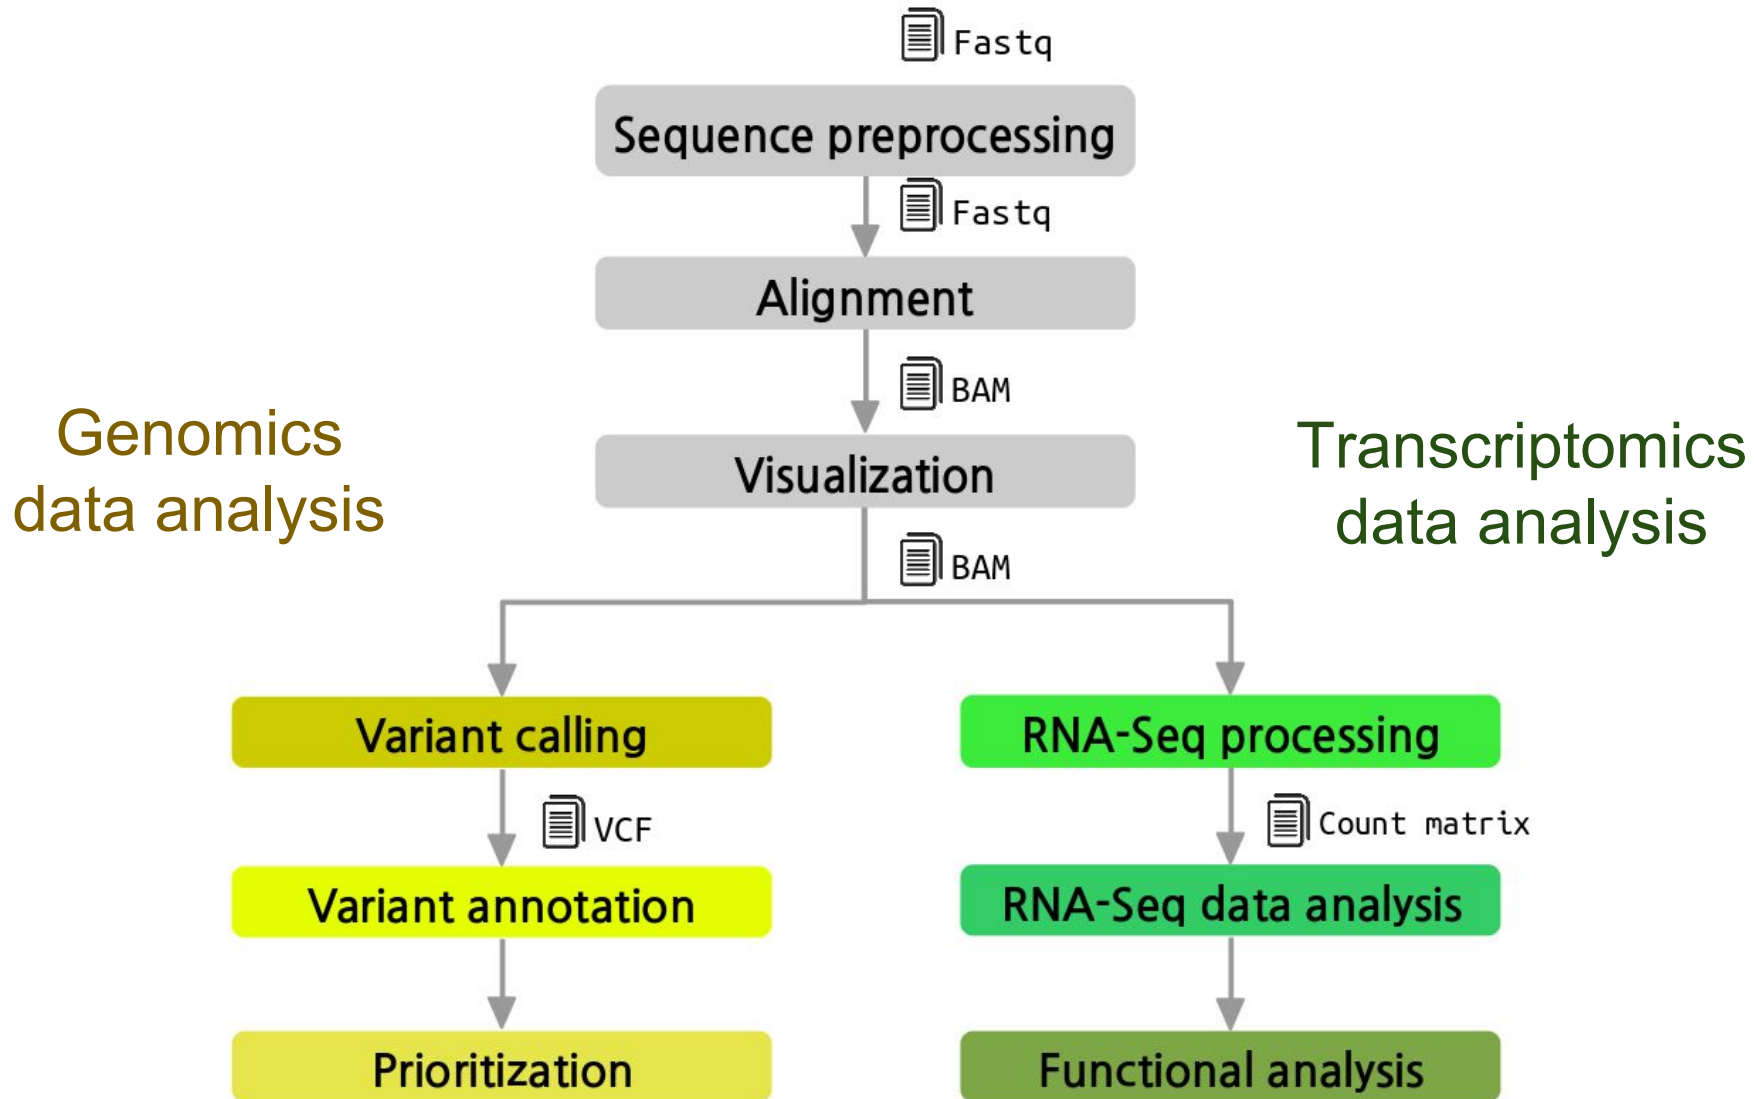 Fastq
Sequence preprocessing
Fastq
Alignment
BAM
Genomics
data analysis
Transcriptomics
data analysis
Visualization
BAM
Variant calling
RNA-Seq processing
VCF
Count matrix
Variant annotation
RNA-Seq data analysis
Prioritization
Functional analysis